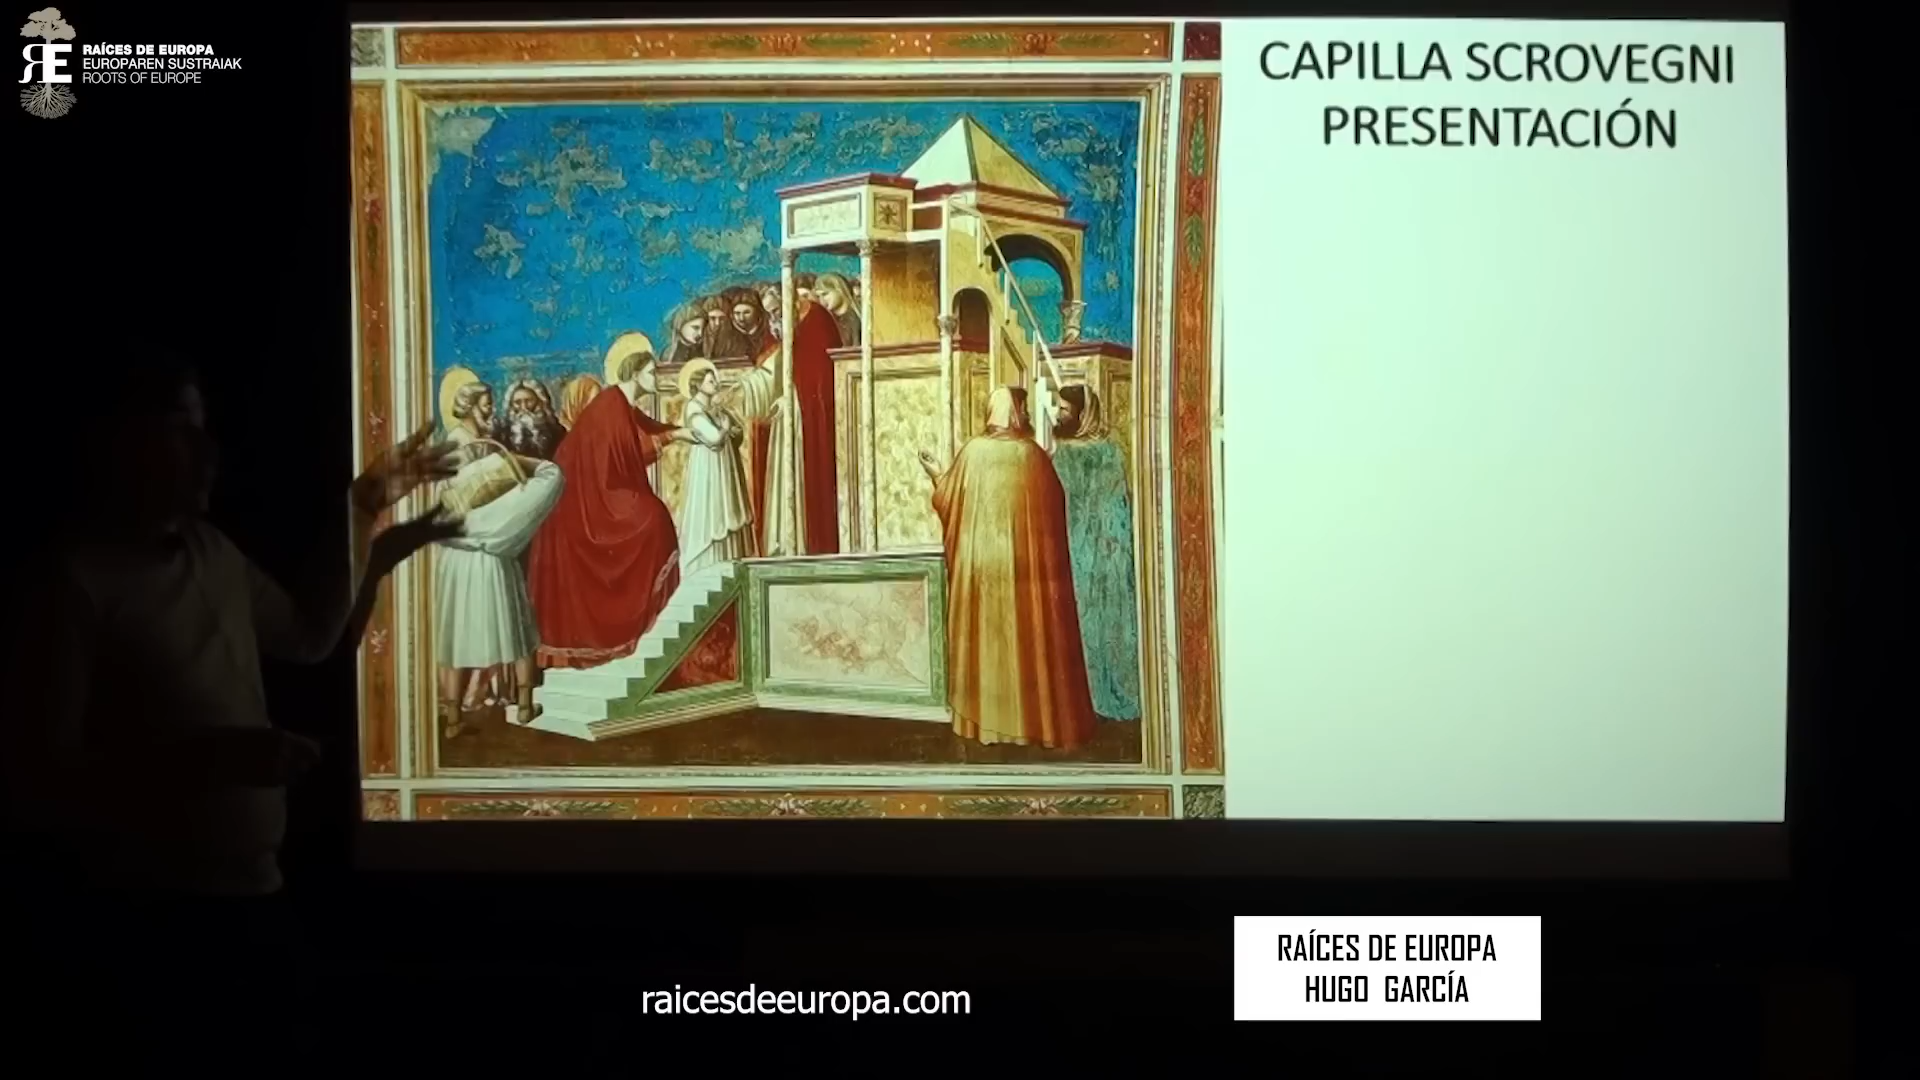 RAÍCES DE EUROPA
EUROPAREN SUSTRAIAK
ROOTS OF EUROPE
CAPILLA SCROVEGNI
PRESENTACIÓN
raicesdeeuropa.com
RAÍCES DE EUROPA
HUGO GARCÍA